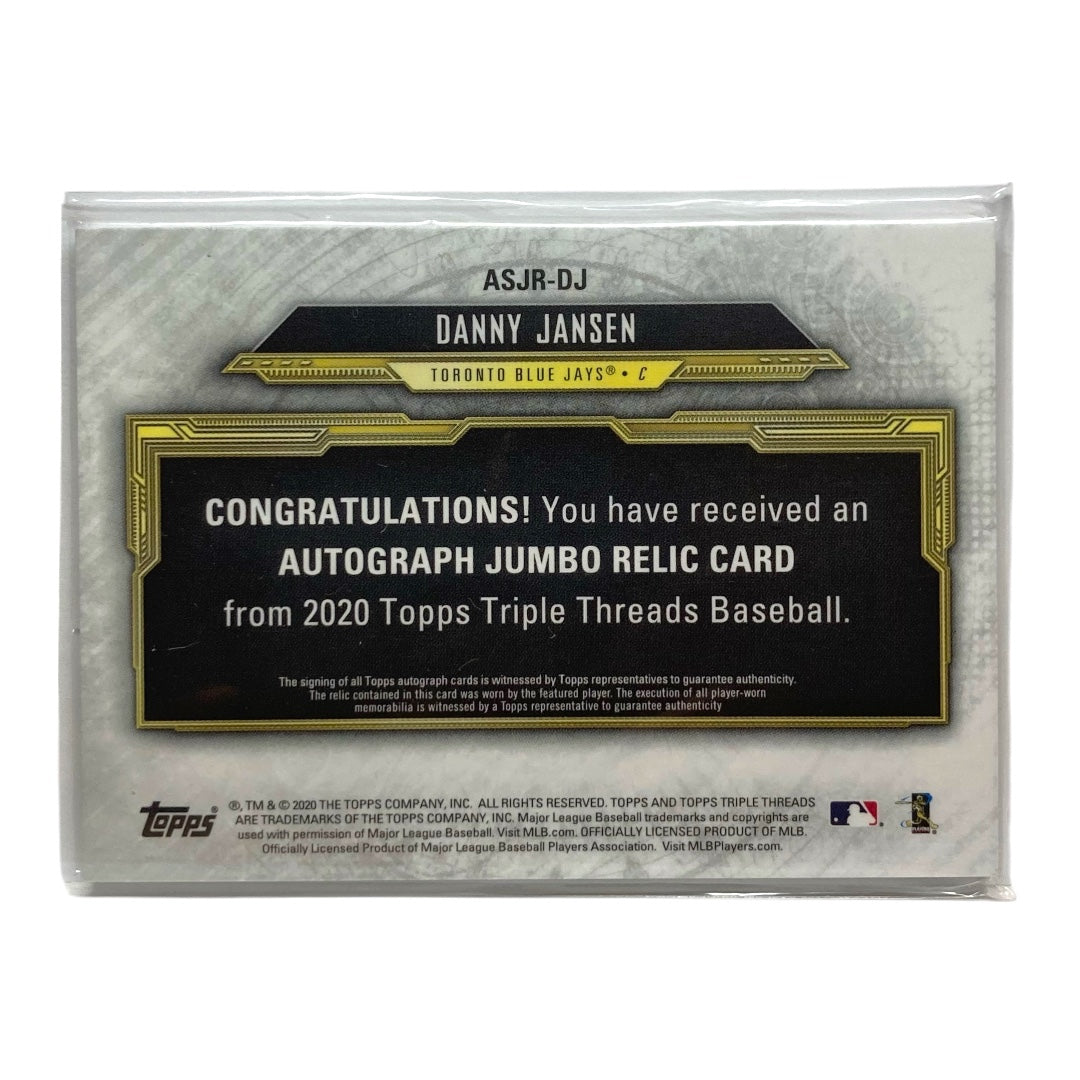 ASJR-DJ
DANNY JANSEN
TORONTO BLUE JAYS® • C
CONGRATULATIONS! You have received an
AUTOGRAPH JUMBO RELIC CARD
from 2020 Topps Triple Threads Baseball.
The signing of all Topps autograph cards is witnessed by Topps representatives to guarantee authenticity.
The relic contained in this card was worn by the featured player. The execution of all player-worn
memorabilia is witnessed by a Topps representative to guarantee authenticity
Topps®
®, TM & © 2020 THE TOPPS COMPANY, INC. ALL RIGHTS RESERVED. TOPPS AND TOPPS TRIPLE THREADS
ARE TRADEMARKS OF THE TOPPS COMPANY, INC. Major League Baseball trademarks and copyrights are
used with permission of Major League Baseball. Visit MLB.com. OFFICIALLY LICENSED PRODUCT OF MLB.
Officially Licensed Product of Major League Baseball Players Association. Visit MLBPlayers.com.
PLAYERS